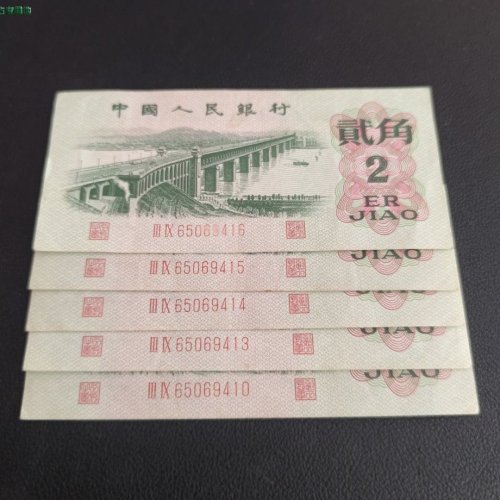 中國人民銀行
貳角
2
ER
JIAO
III IX 65069416
JIAO
III IX 65069415
III IX 65069414
JIAO
III IX 65069413
JIAO
III IX 65069410